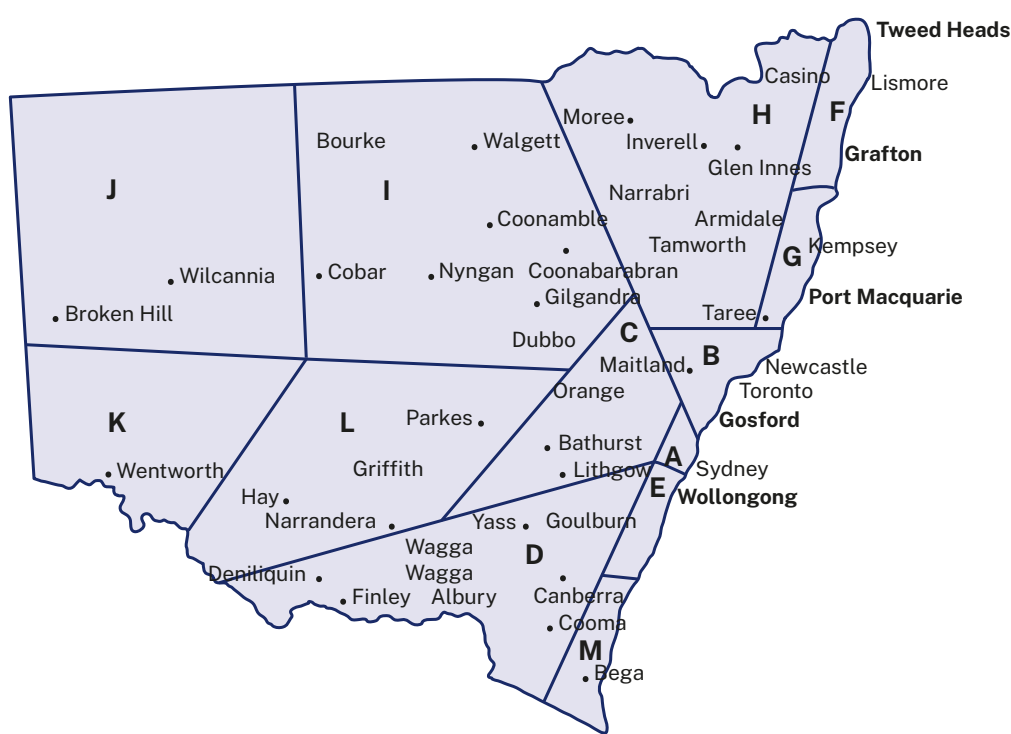 Tweed Heads
Casino
Lismore
H
F
Moree
Bourke
Walgett
Inverell
Grafton
Glen Innes
J
I
Narrabri
Coonamble
Armidale
Tamworth
Kempsey
G
Wilcannia
Cobar
Nyngan
Coonabarabran
Gilgandra
Port Macquarie
Broken Hill
Taree
C
Dubbo
B
Maitland
Newcastle
Orange
Toronto
K
L
Parkes
Gosford
Bathurst
A
Wentworth
Griffith
Lithgow
Sydney
E
Wollongong
Hay
Narrandera
Yass
Goulburn
Wagga
Wagga
D
Deniliquin
Finley
Albury
Canberra
Cooma
M
Bega